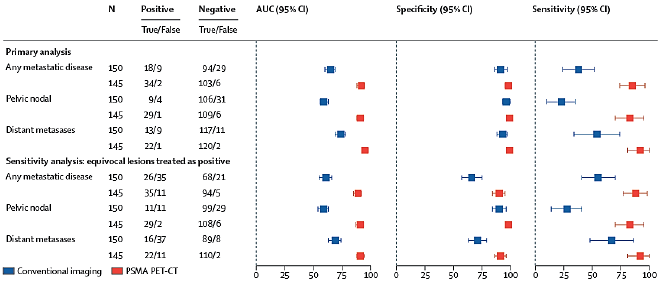 N Positive Negative AUC (95% CI) Specificity (95% CI) Sensitivity (95% CI)
True/False True/False
Primary analysis
Any metastatic disease 150 18/9 94/29
145 34/2 103/6
Pelvic nodal 150 9/4 106/31
145 29/1 109/6
Distant metasases 150 13/9 117/11
145 22/1 120/2
Sensitivity analysis: equivocal lesions treated as positive
Any metastatic disease 150 26/35 68/21
145 35/11 94/5
Pelvic nodal 150 11/11 99/29
145 29/2 108/6
Distant metasases 150 16/37 89/8
145 22/11 110/2
0 25 50 75 100 0 25 50 75 100 0 25 50 75 100
Conventional imaging PSMA PET-CT